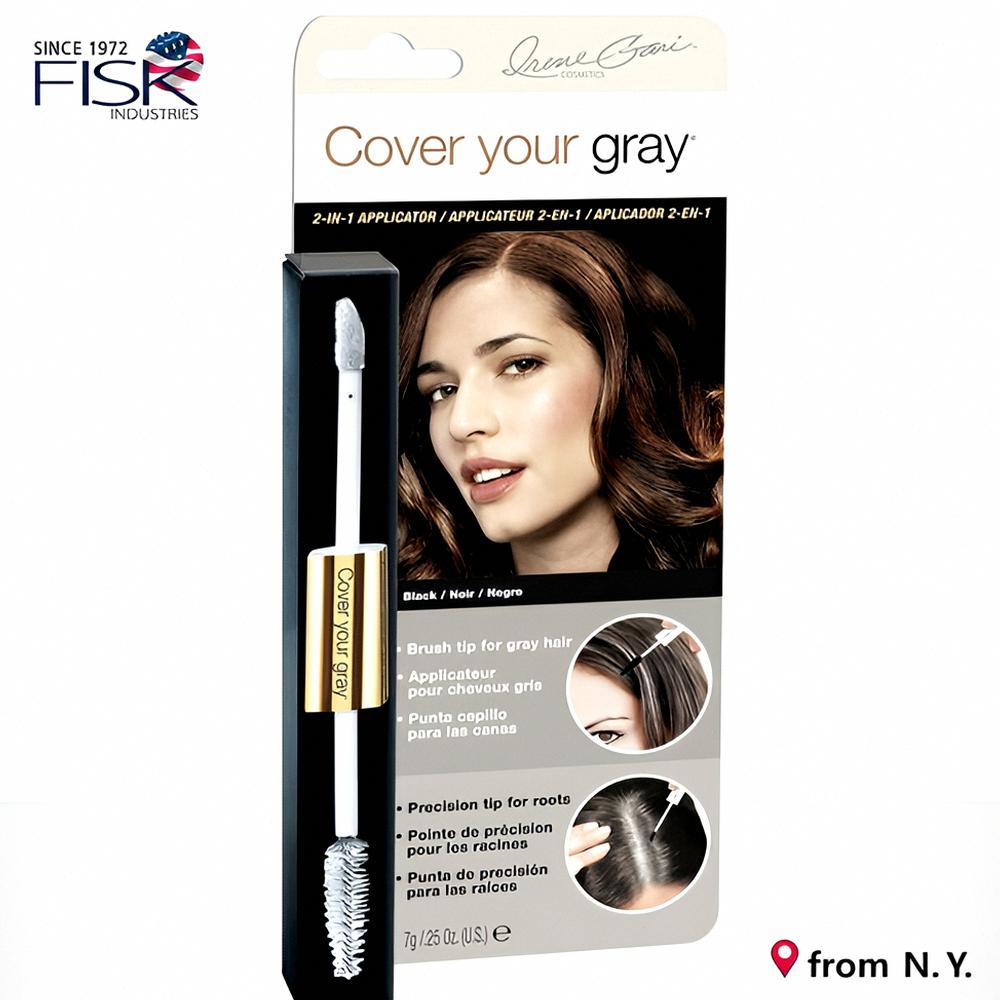 SINCE 1972
FISK
INDUSTRIES
Irene Gari
COSMETICS
Cover your gray
2-IN-1 APPLICATOR / APPLICATEUR 2-EN-1 / APLICADOR 2-EN-1
Cover your gray
Black / Noir / Negro
• Brush tip for gray hair
• Applicateur
pour cheveux gris
• Punta cepillo
para las canas
• Precision tip for roots
• Pointe de précision
pour les racines
• Punta de precisión
para las raíces
7g /.25 Oz. (U.S.) ℮
from N.Y.